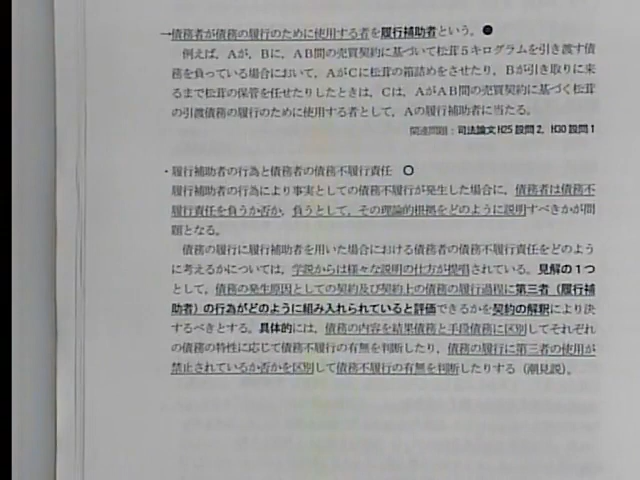 →債務者が債務の履行のために使用する者を履行補助者という。●
例えば、Aが、Bに、AB間の売買契約に基づいて松茸5キログラムを引き渡す債
務を負っている場合において、AがCに松茸の箱詰めをさせたり、Bが引き取りに来
るまで松茸の保管を任せたりしたときは、Cは、AがAB間の売買契約に基づく松茸
の引渡債務の履行のために使用する者として、Aの履行補助者に当たる。
関連問題:司法論文H25設問2、H30設問1
・履行補助者の行為と債務者の債務不履行責任 ○
履行補助者の行為により事実としての債務不履行が発生した場合に、債務者は債務不
履行責任を負うか否か、負うとして、その理論的根拠をどのように説明すべきかが問
題となる。
債務の履行に履行補助者を用いた場合における債務者の債務不履行責任をどのよう
に考えるかについては、学説からは様々な説明の仕方が提唱されている。見解の1つ
として、債務の発生原因としての契約及び契約上の債務の履行過程に第三者(履行補
助者)の行為がどのように組み入れられていると評価できるかを契約の解釈により決
するべきとする。具体的には、債務の内容を結果債務と手段債務に区別してそれぞれ
の債務の特性に応じて債務不履行の有無を判断したり、債務の履行に第三者の使用が
禁止されているか否かを区別して債務不履行の有無を判断したりする(潮見説)。